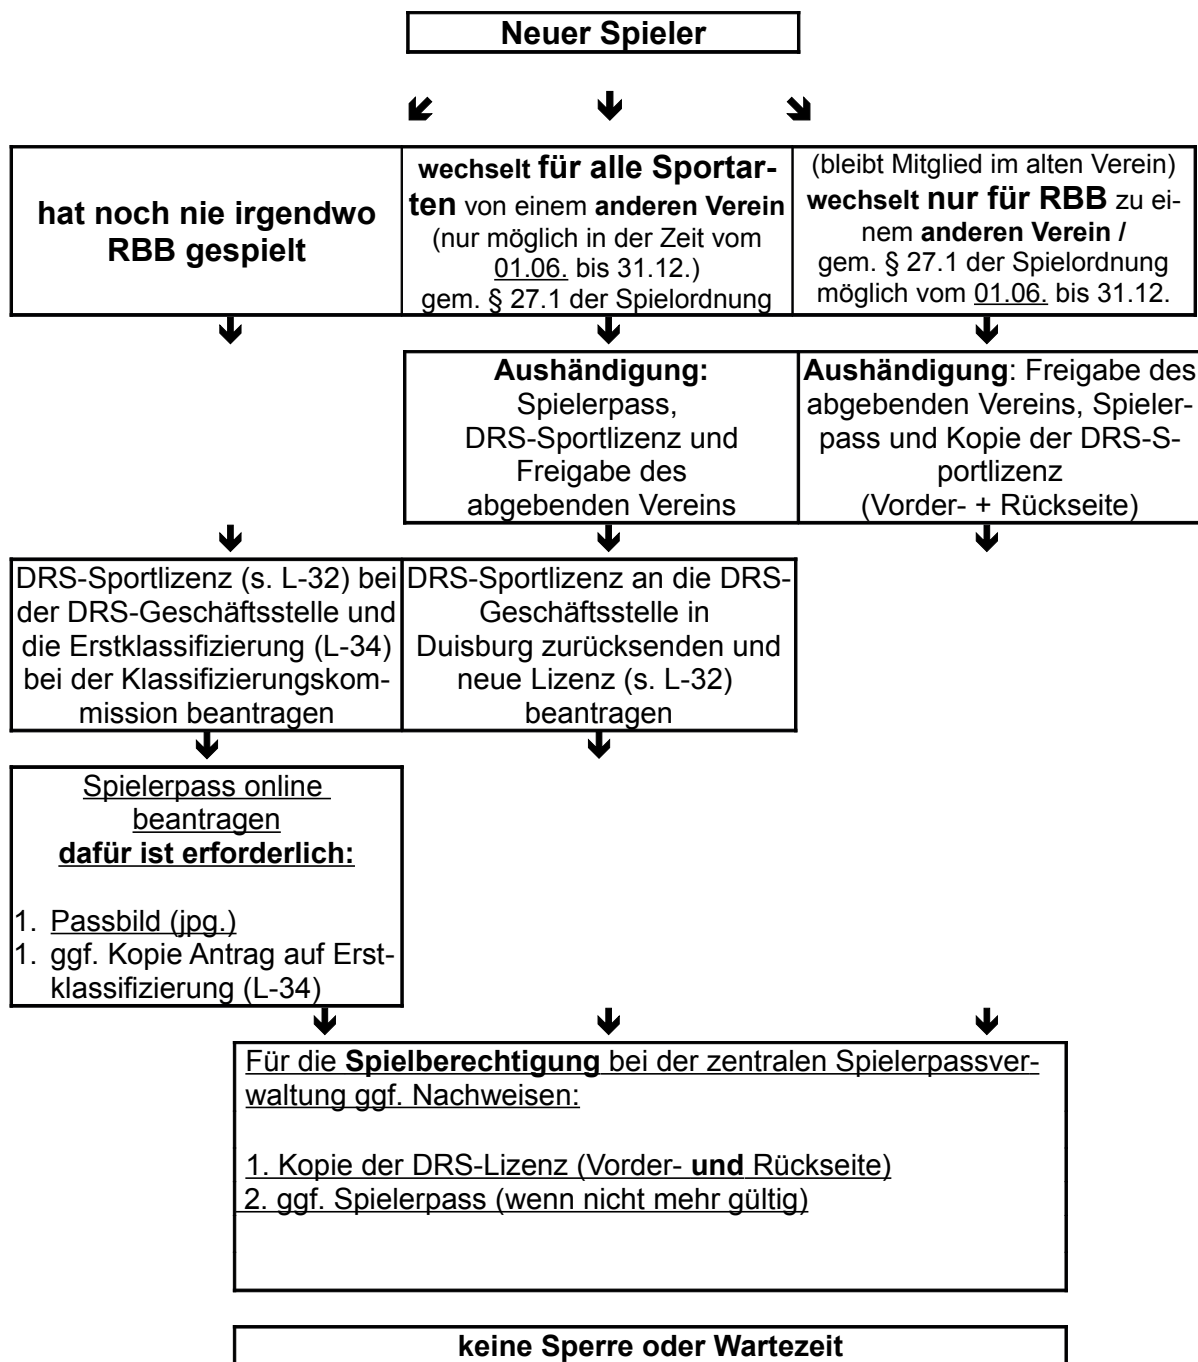 Neuer Spieler
hat noch nie irgendwo
RBB gespielt
wechselt für alle Sportar-
ten von einem anderen Verein
(nur möglich in der Zeit vom
01.06. bis 31.12.)
gem. § 27.1 der Spielordnung
(bleibt Mitglied im alten Verein)
wechselt nur für RBB zu ei-
nem anderen Verein /
gem. § 27.1 der Spielordnung
möglich vom 01.06. bis 31.12.
Aushändigung:
Spielerpass,
DRS-Sportlizenz und
Freigabe des
abgebenden Vereins
Aushändigung: Freigabe des
abgebenden Vereins, Spieler-
pass und Kopie der DRS-S-
portlizenz
(Vorder- + Rückseite)
DRS-Sportlizenz (s. L-32) bei
der DRS-Geschäftsstelle und
die Erstklassifizierung (L-34)
bei der Klassifizierungskom-
mission beantragen
DRS-Sportlizenz an die DRS-
Geschäftsstelle in
Duisburg zurücksenden und
neue Lizenz (s. L-32)
beantragen
Spielerpass online
beantragen
dafür ist erforderlich:
1. Passbild (jpg.)
1. ggf. Kopie Antrag auf Erst-
klassifizierung (L-34)
Für die Spielberechtigung bei der zentralen Spielerpassver-
waltung ggf. Nachweisen:
1. Kopie der DRS-Lizenz (Vorder- und Rückseite)
2. ggf. Spielerpass (wenn nicht mehr gültig)
keine Sperre oder Wartezeit